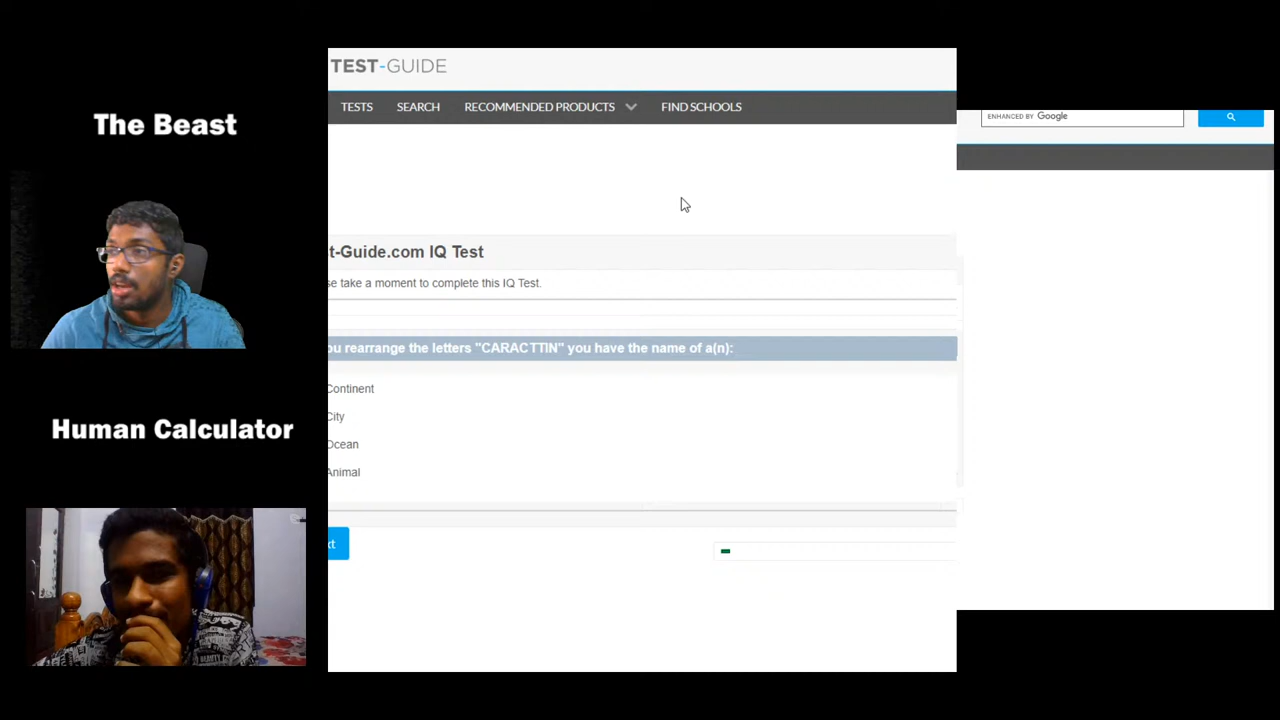 The Beast
Human Calculator
TEST-GUIDE
TESTS SEARCH RECOMMENDED PRODUCTS FIND SCHOOLS
ENHANCED BY Google
t-Guide.com IQ Test
se take a moment to complete this IQ Test.
ou rearrange the letters "CARACTTIN" you have the name of a(n):
Continent
City
Ocean
Animal
xt